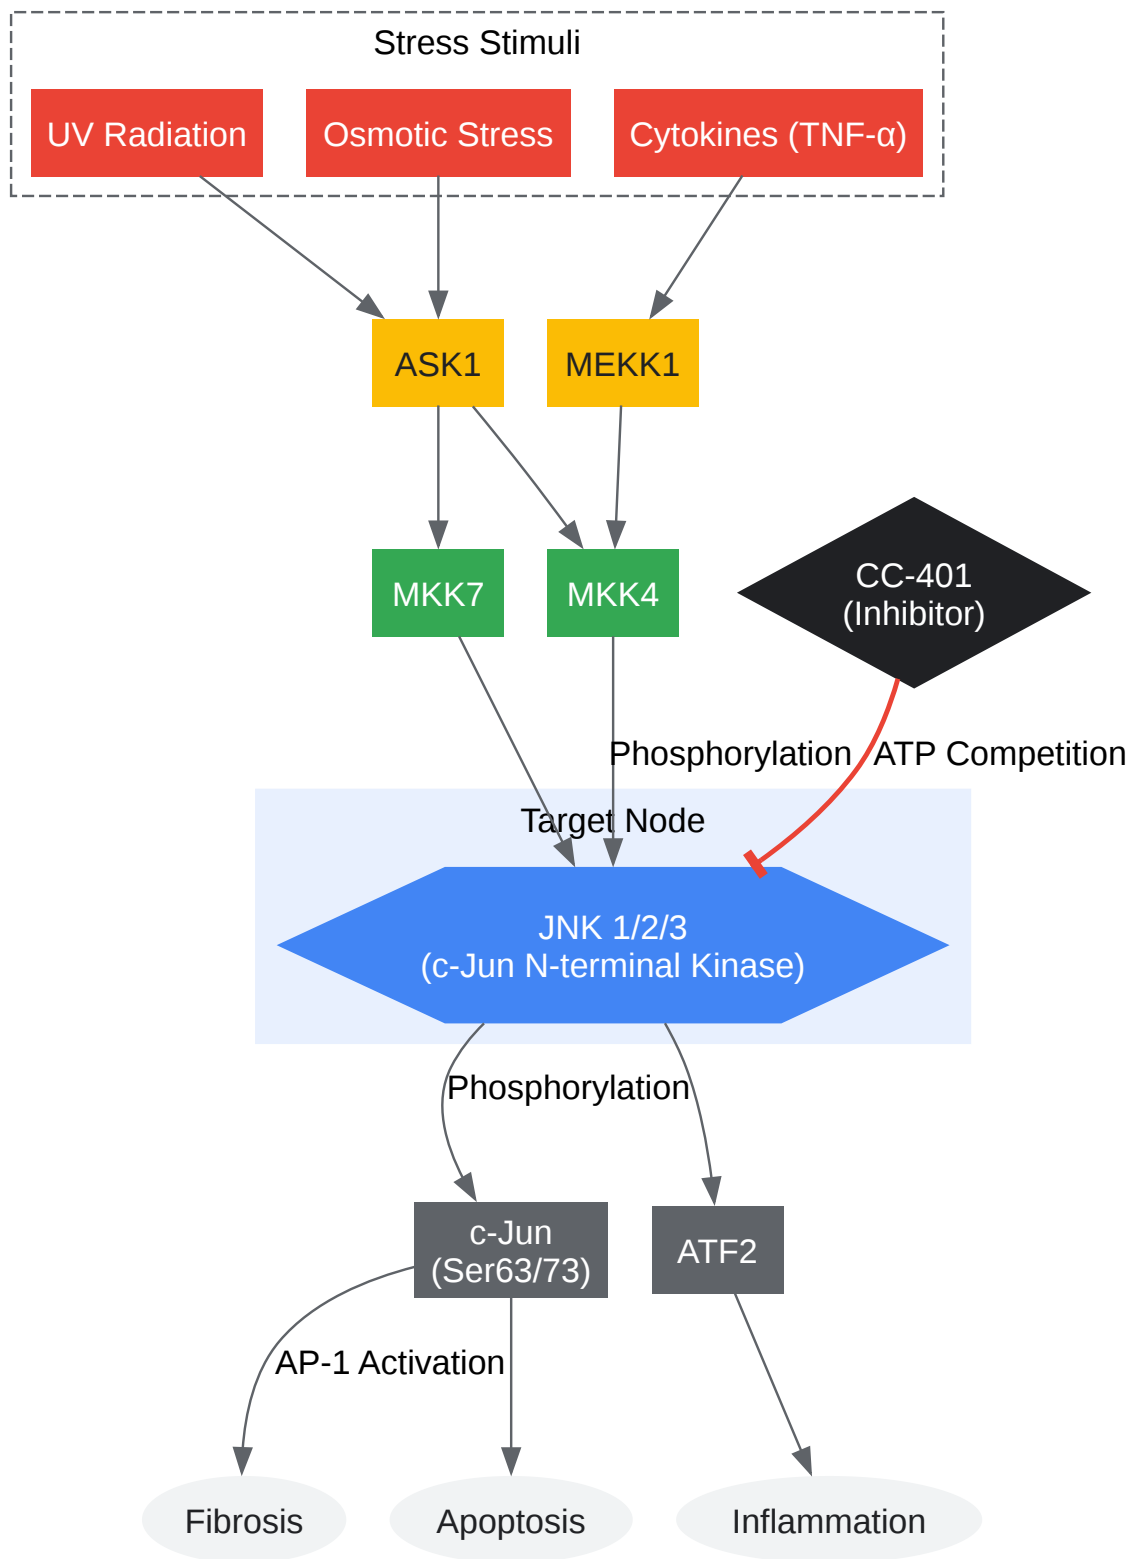 Stress Stimuli
UV Radiation
Osmotic Stress
Cytokines (TNF-α)
ASK1
MEKK1
MKK7
MKK4
CC-401
(Inhibitor)
Phosphorylation
ATP Competition
Target Node
JNK 1/2/3
(c-Jun N-terminal Kinase)
Phosphorylation
c-Jun
(Ser63/73)
ATF2
AP-1 Activation
Fibrosis
Apoptosis
Inflammation